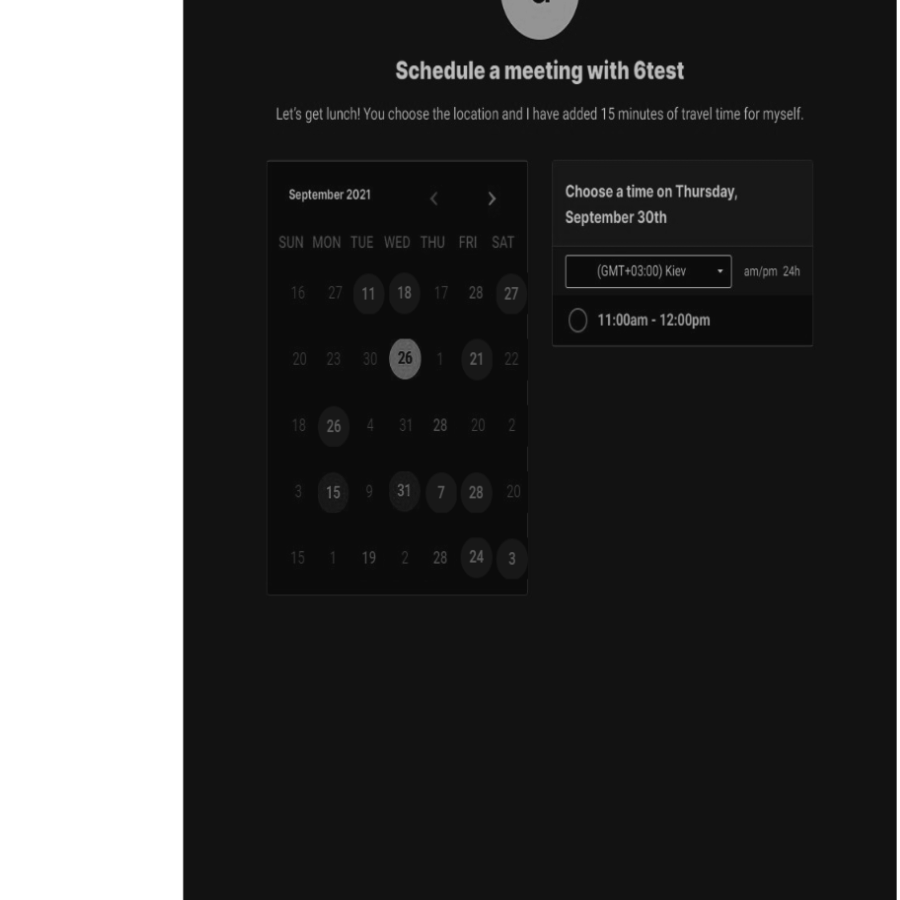 Schedule a meeting with 6test
Let's get lunch! You choose the location and I have added 15 minutes of travel time for myself.
September 2021
SUN MON TUE WED THU FRI SAT
16 27 11 18 17 28 27
20 23 30 26 1 21 22
18 26 4 31 28 20 2
3 15 9 31 7 28 20
15 1 19 2 28 24 3
Choose a time on Thursday,
September 30th
(GMT+03:00) Kiev am/pm 24h
11:00am - 12:00pm